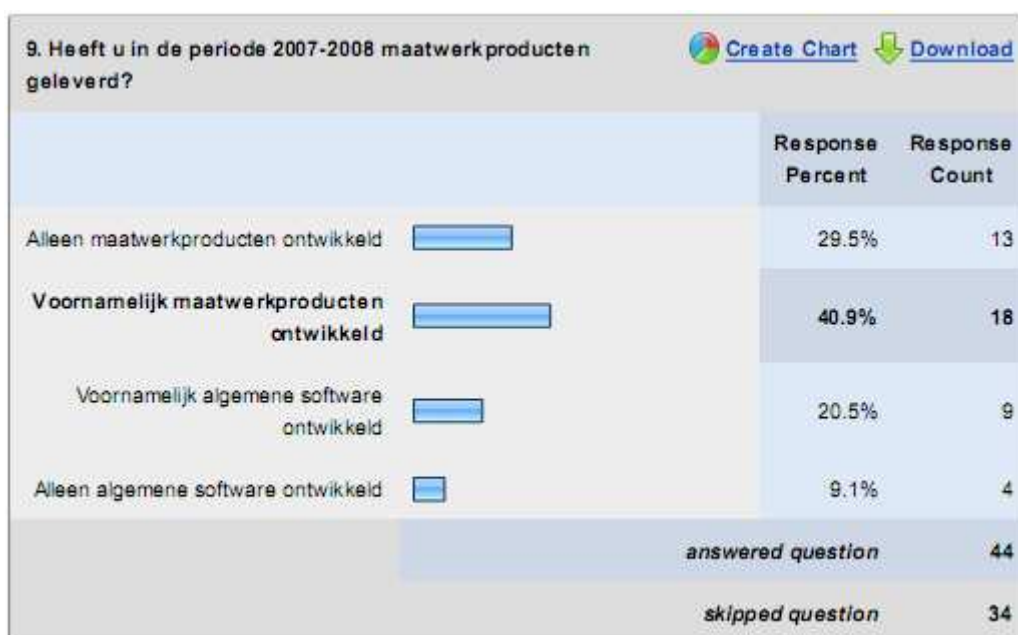 9. Heeft u in de periode 2007-2008 maatwerkproducten
geleverd?
Create Chart Download
Response
Percent
Response
Count
Alleen maatwerkproducten ontwikkeld 29.5% 13
Voornamelijk maatwerkproducten
ontwikkeld 40.9% 18
Voornamelijk algemene software
ontwikkeld 20.5% 9
Alleen algemene software ontwikkeld 9.1% 4
answered question 44
skipped question 34